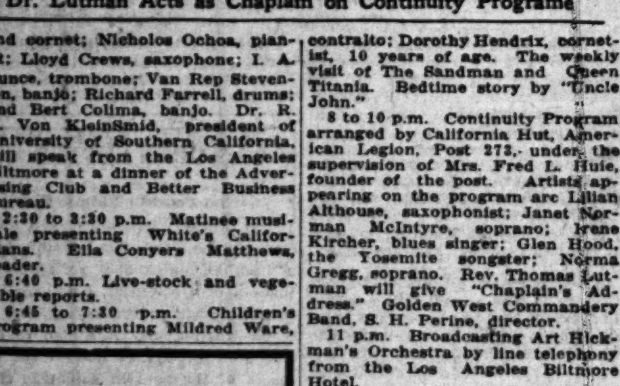 Dr. Lutman Acts as Chaplain on Continuity Programe
nd cornet; Nicholos Ochoa, pian-
t; Lloyd Crews, saxophone; I. A.
unce, trombone; Van Rep Steven-
n, banjo; Richard Farrell, drums;
nd Bert Colima, banjo. Dr. R.
. Von KleinSmid, president of
niversity of Southern California,
ill speak from the Los Angeles
iltmore at a dinner of the Adver-
sing Club and Better Business
ureau.
2:30 to 3:30 p.m. Matinee musi-
le presenting White's Califor-
ians. Ella Conyers Matthews,
eader.
6:40 p.m. Live-stock and vege-
ble reports.
6:45 to 7:30 p.m. Children's
rogram presenting Mildred Ware,
contralto; Dorothy Hendrix, cornet-
ist, 10 years of age. The weekly
visit of The Sandman and Queen
Titania. Bedtime story by "Uncle
John."
8 to 10 p.m. Continuity Program
arranged by California Hut, Amer-
ican Legion, Post 273, under the
supervision of Mrs. Fred L. Huie,
founder of the post. Artists ap-
pearing on the program are Lilian
Althouse, saxophonist; Janet Nor-
man McIntyre, soprano; Irene
Kircher, blues singer; Glen Hood,
the Yosemite songster; Norma
Gregg, soprano. Rev. Thomas Lut-
man will give "Chaplain's Ad-
dress." Golden West Commandery
Band, S. H. Perine, director.
11 p.m. Broadcasting Art Hick-
man's Orchestra by line telephony
from the Los Angeles Biltmore
Hotel.